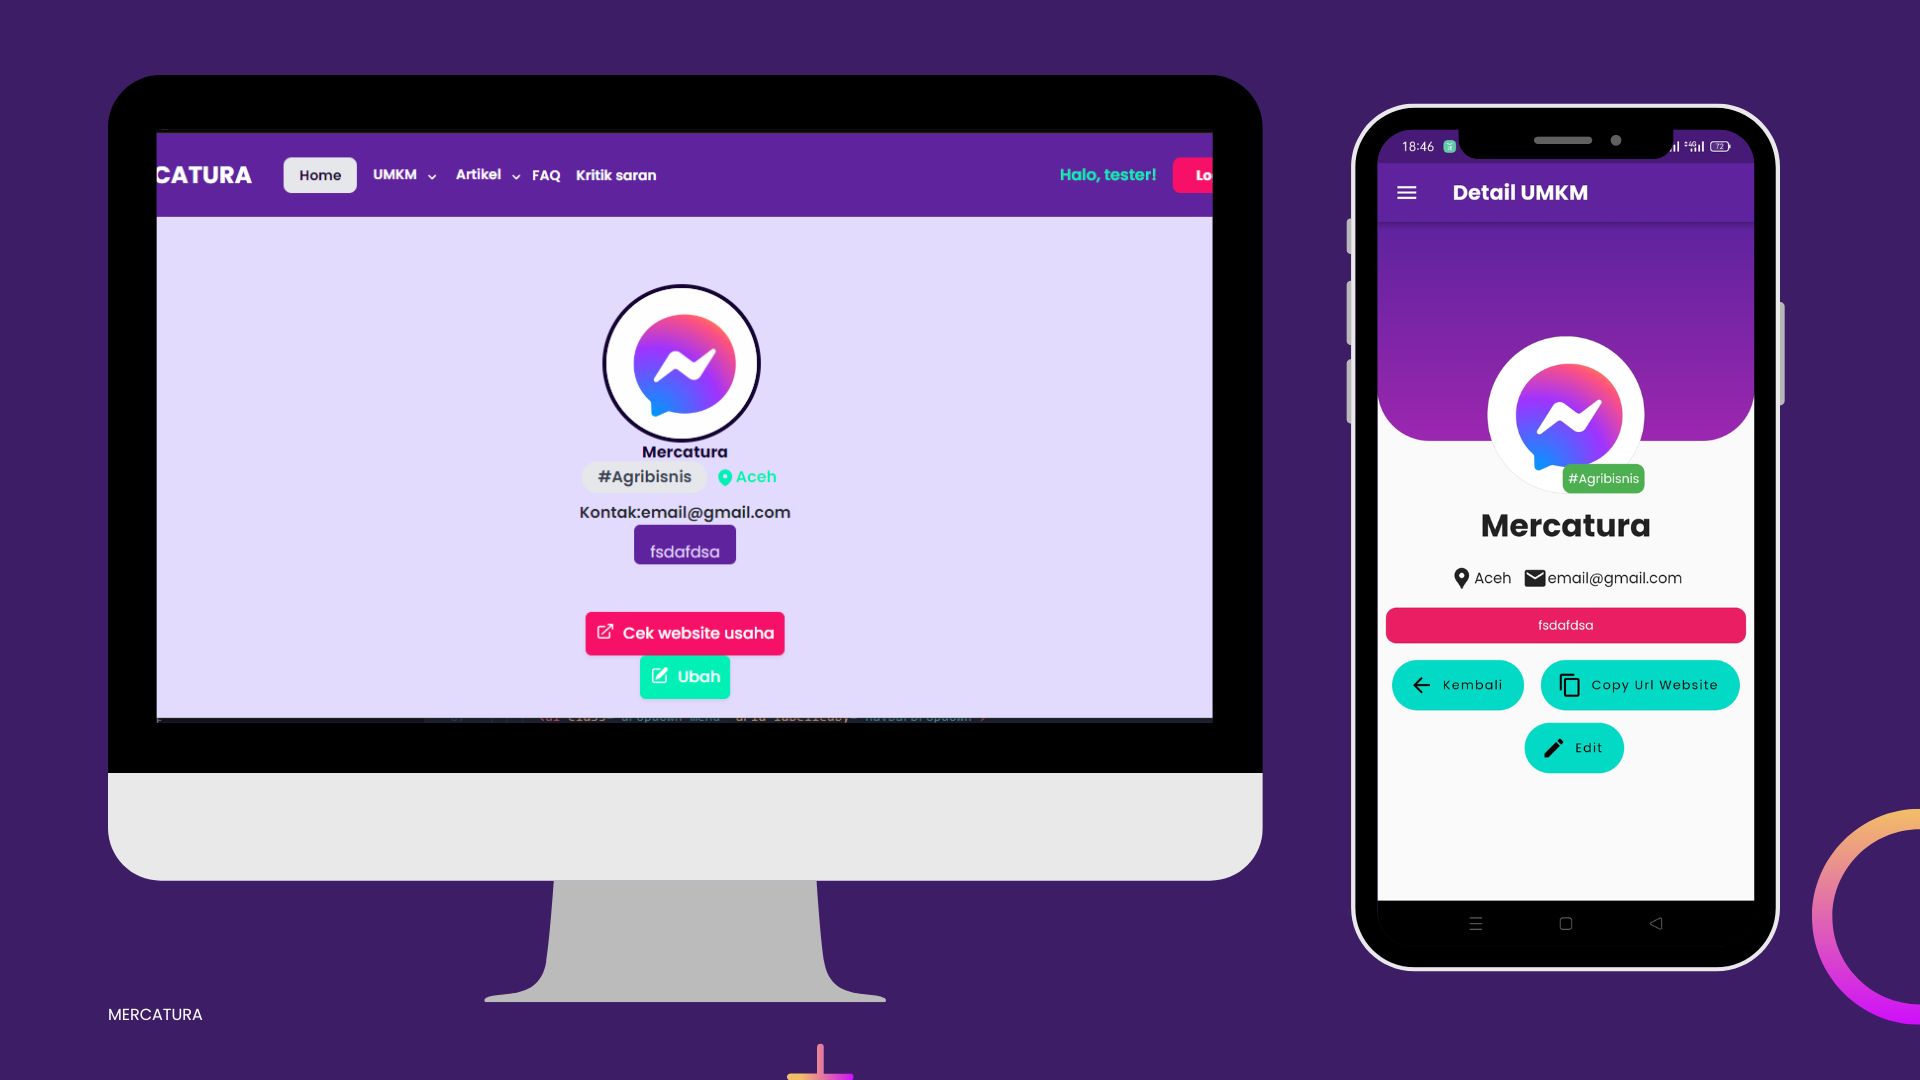 CATURA
Home
UMKM
Artikel
FAQ
Kritik saran
Halo, tester!
Lo
Mercatura
#Agribisnis
Aceh
Kontak:email@gmail.com
fsdafdsa
Cek website usaha
Ubah
18:46
4G
72
Detail UMKM
#Agribisnis
Mercatura
Aceh
email@gmail.com
fsdafdsa
Kembali
Copy Url Website
Edit
MERCATURA